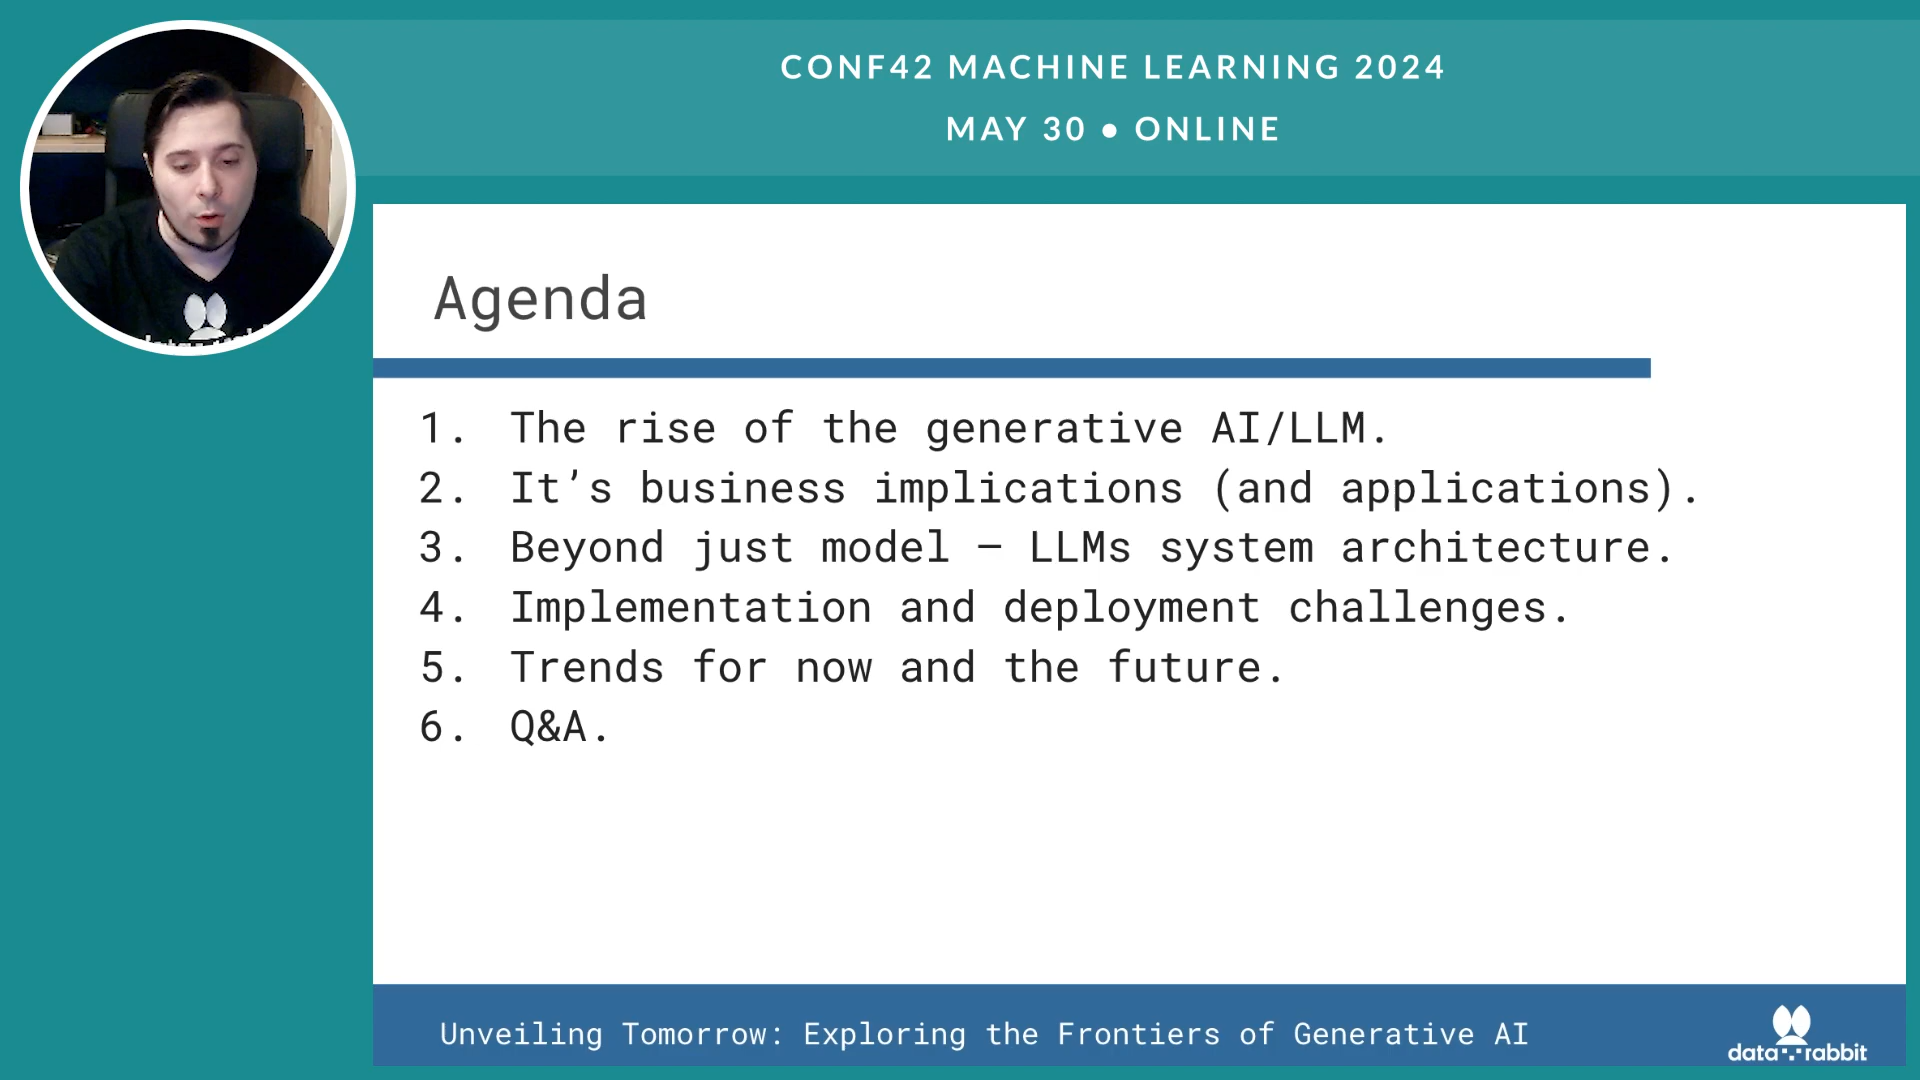 CONF42 MACHINE LEARNING 2024
MAY 30 ● ONLINE
Agenda
1. The rise of the generative AI/LLM.
2. It’s business implications (and applications).
3. Beyond just model – LLMs system architecture.
4. Implementation and deployment challenges.
5. Trends for now and the future.
6. Q&A.
Unveiling Tomorrow: Exploring the Frontiers of Generative AI
data rabbit